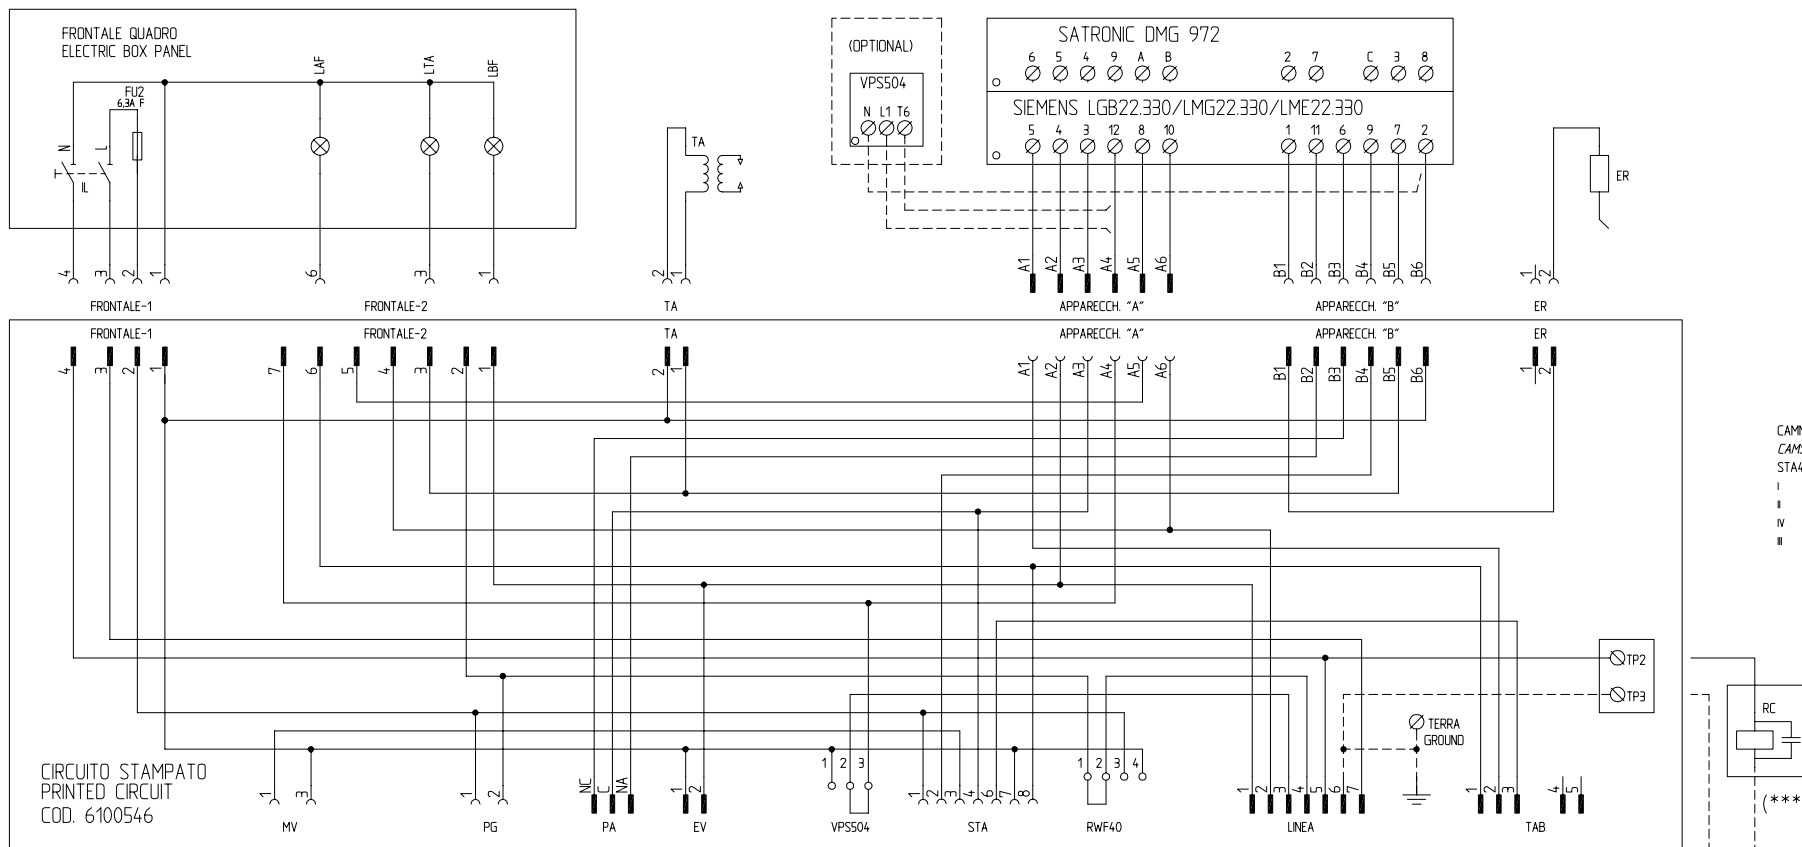 FRONTALE QUADRO
ELECTRIC BOX PANEL
LAF
LTA
LBF
FU2
6,3A F
N
L
IL
4 3 2 1 6 3 1
FRONTALE-1 FRONTALE-2
TA
2 1
TA
(OPTIONAL)
VPS504
N L1 T6
SATRONIC DMG 972
6 5 4 9 A B 2 7 C 3 8
SIEMENS LGB22.330/LMG22.330/LME22.330
5 4 3 12 8 10 1 11 6 9 7 2
A1 A2 A3 A4 A5 A6 B1 B2 B3 B4 B5 B6
APPARECCH. "A" APPARECCH. "B"
ER
1 2
ER
FRONTALE-1 FRONTALE-2 TA APPARECCH. "A" APPARECCH. "B" ER
4 3 2 1 7 6 5 4 3 2 1 2 1 A1 A2 A3 A4 A5 A6 B1 B2 B3 B4 B5 B6 1 2
STA4
I
II
IV
III
TP2
TP3
RC
TERRA
GROUND
CIRCUITO STAMPATO
PRINTED CIRCUIT
COD. 6100546
1 3 1 2 NC C NA 1 2 1 2 3 1 2 3 4 6 7 8 1 2 3 4 1 2 3 4 5 6 7 1 2 3 4 5
(***
MV PG PA EV VPS504 STA RWF40 LINEA TAB